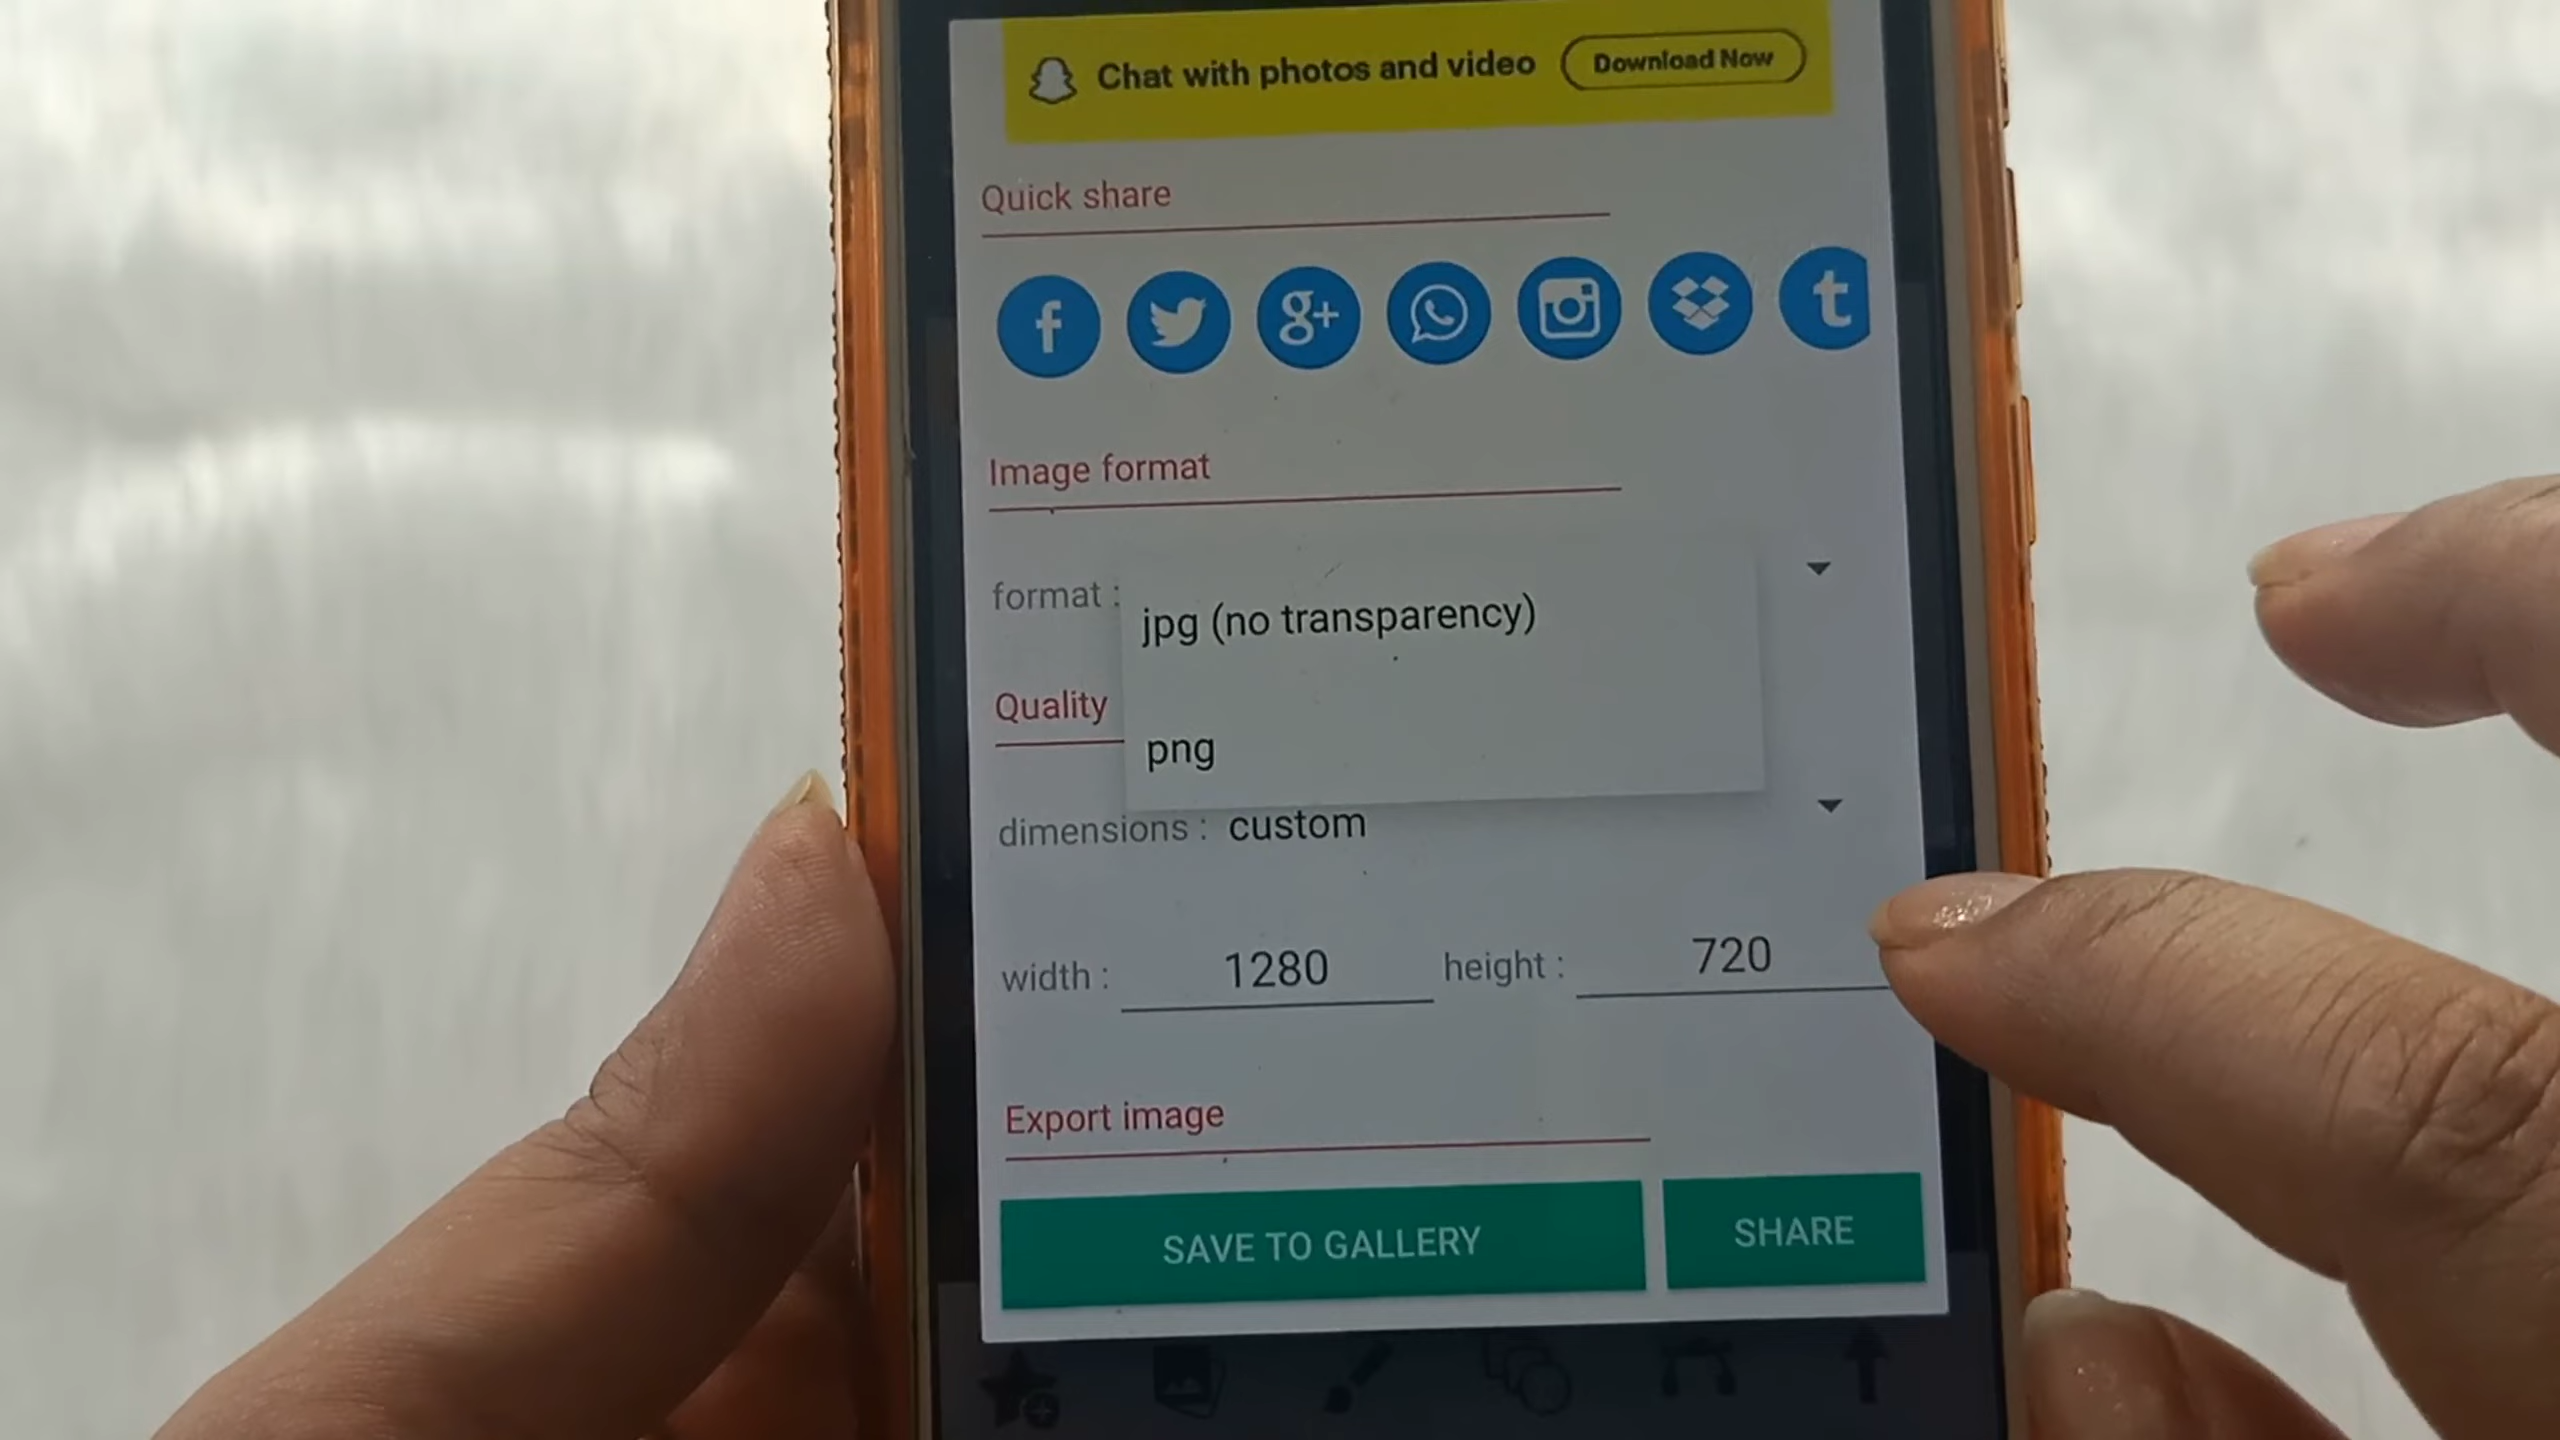 Chat with photos and video Download Now
Quick share
f g+ t
Image format
format :
jpg (no transparency)
Quality
png
dimensions : custom
width : 1280 height : 720
Export image
SAVE TO GALLERY SHARE